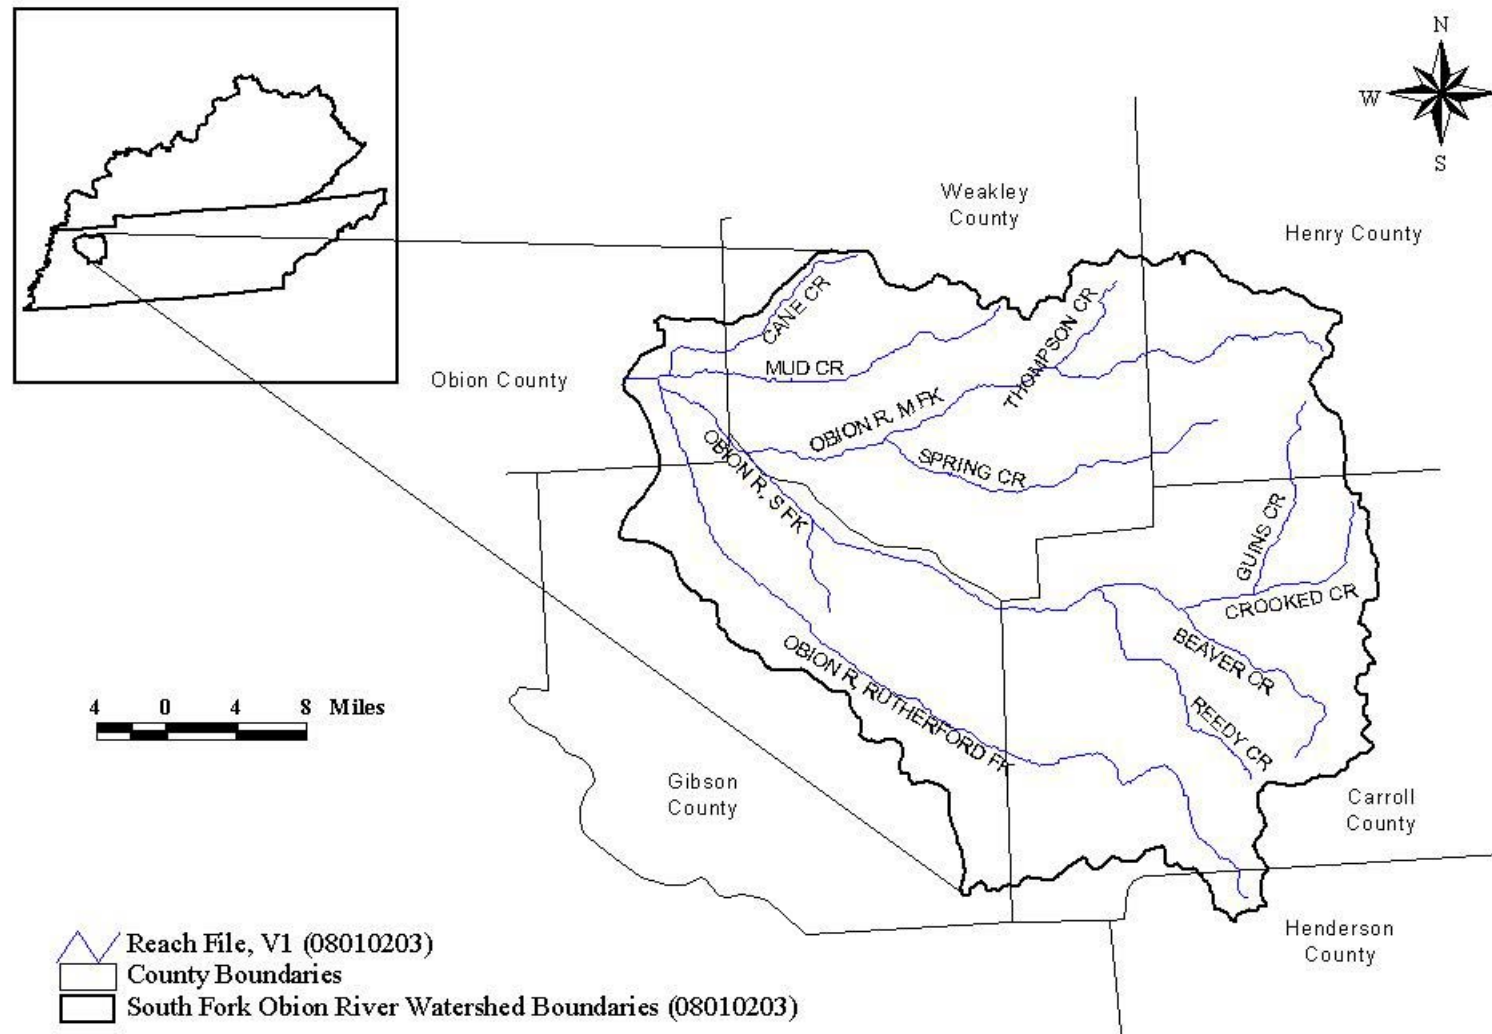 N
W
S
Weakley
County
Henry County
Obion County
CANE CR
MUD CR
THOMPSON CR
OBION R, M FK
SPRING CR
OBION R, S FK
GUINS CR
CROOKED CR
BEAVER CR
REEDY CR
OBION R, RUTHERFORD FK
4 0 4 8 Miles
Gibson
County
Carroll
County
Henderson
County
Reach File, V1 (08010203)
County Boundaries
South Fork Obion River Watershed Boundaries (08010203)